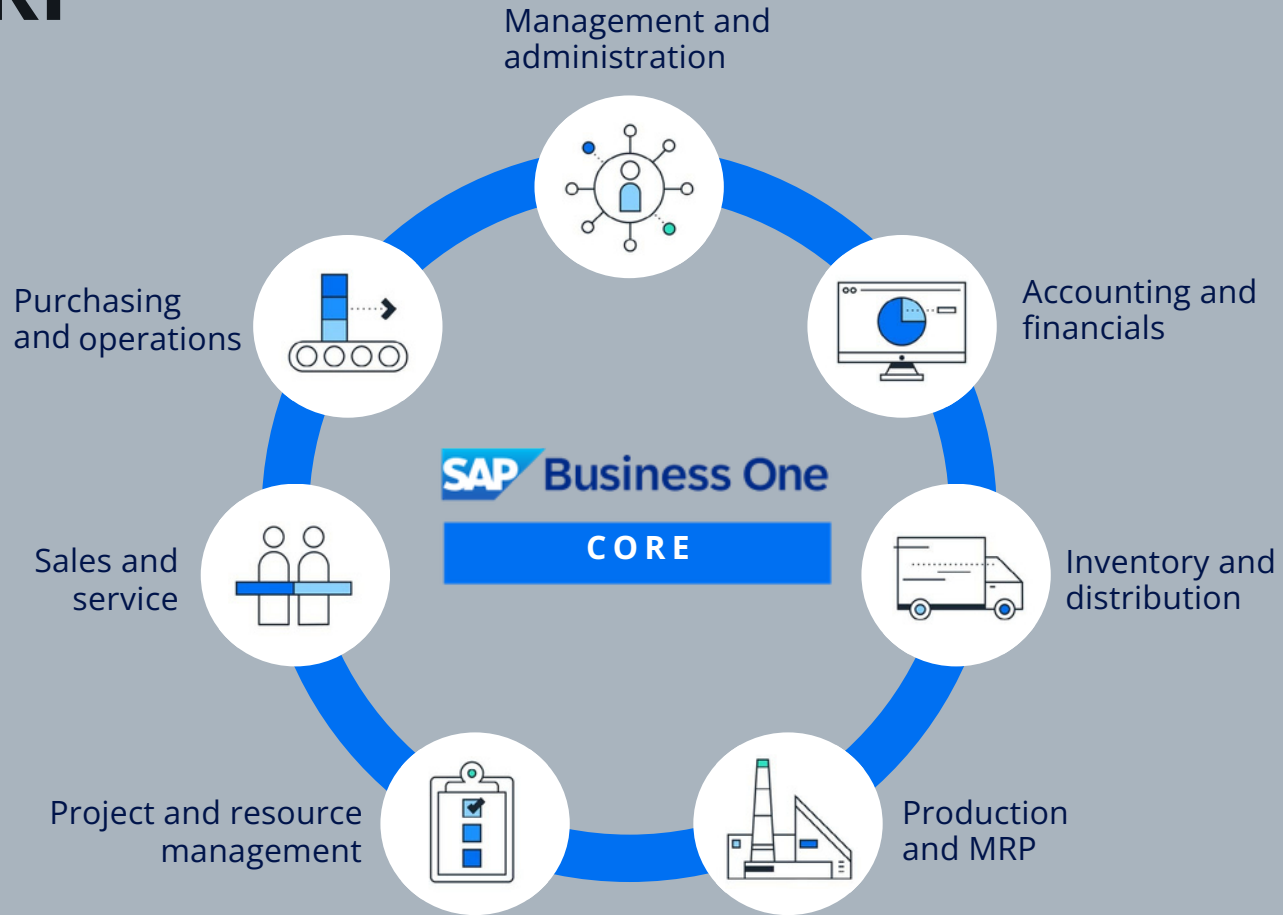 Management and
administration
Purchasing
and operations
Accounting and
financials
SAP Business One
CORE
Sales and
service
Inventory and
distribution
Project and resource
management
Production
and MRP